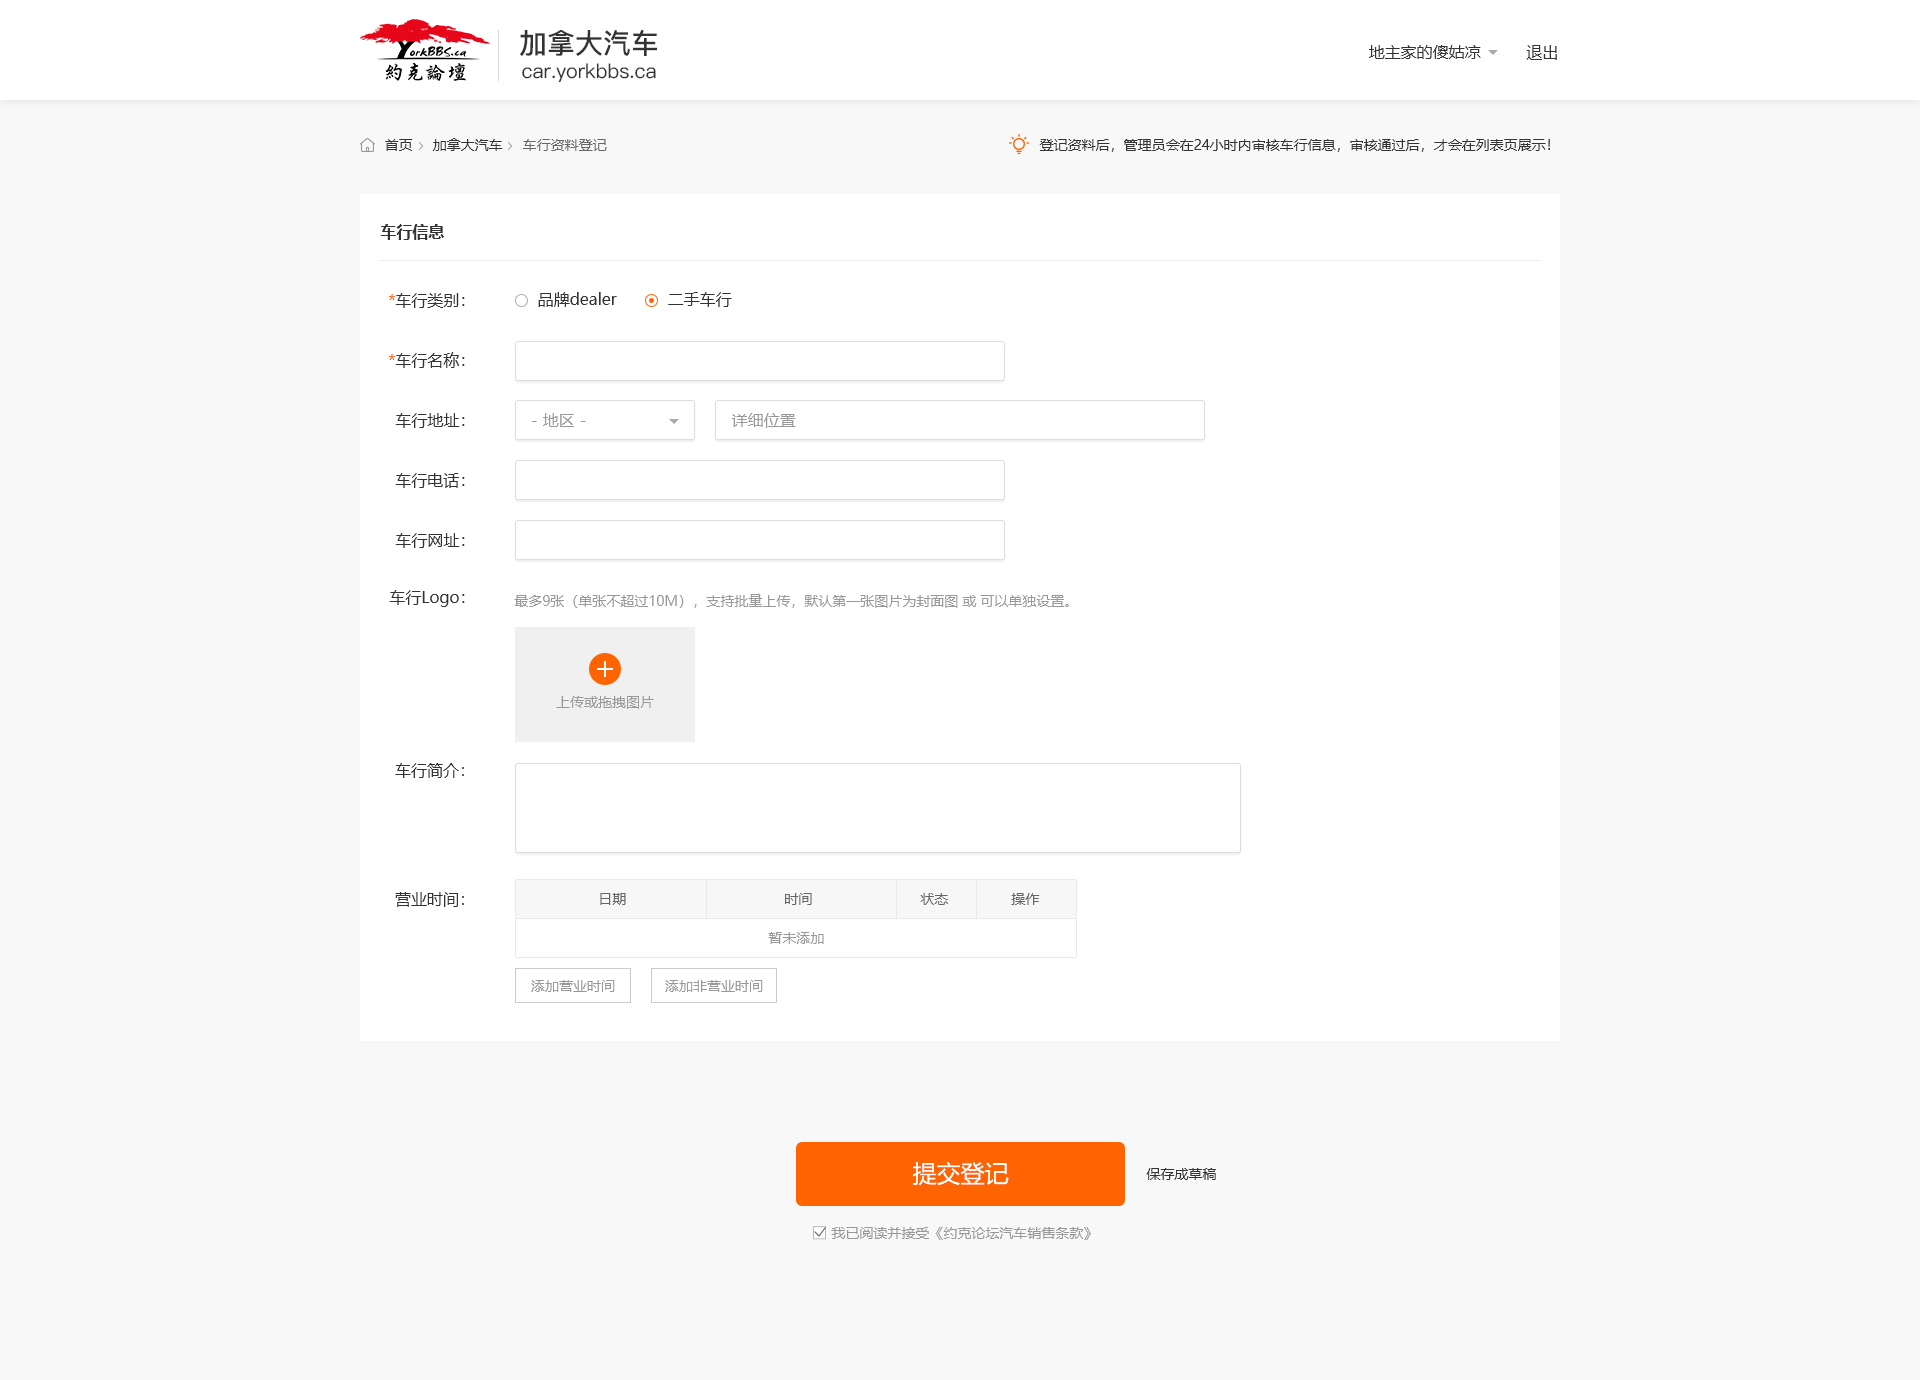 YorkBBS.ca
約克論壇
加拿大汽车
car.yorkbbs.ca
地主家的傻姑凉
退出
首页 加拿大汽车 车行资料登记
登记资料后，管理员会在24小时内审核车行信息，审核通过后，才会在列表页展示！
车行信息
*车行类别： 品牌dealer 二手车行
*车行名称：
车行地址： - 地区 - 详细位置
车行电话：
车行网址：
车行Logo： 最多9张（单张不超过10M），支持批量上传，默认第一张图片为封面图 或 可以单独设置。
上传或拖拽图片
车行简介：
营业时间： 日期 时间 状态 操作
暂未添加
添加营业时间 添加非营业时间
提交登记 保存成草稿
我已阅读并接受《约克论坛汽车销售条款》